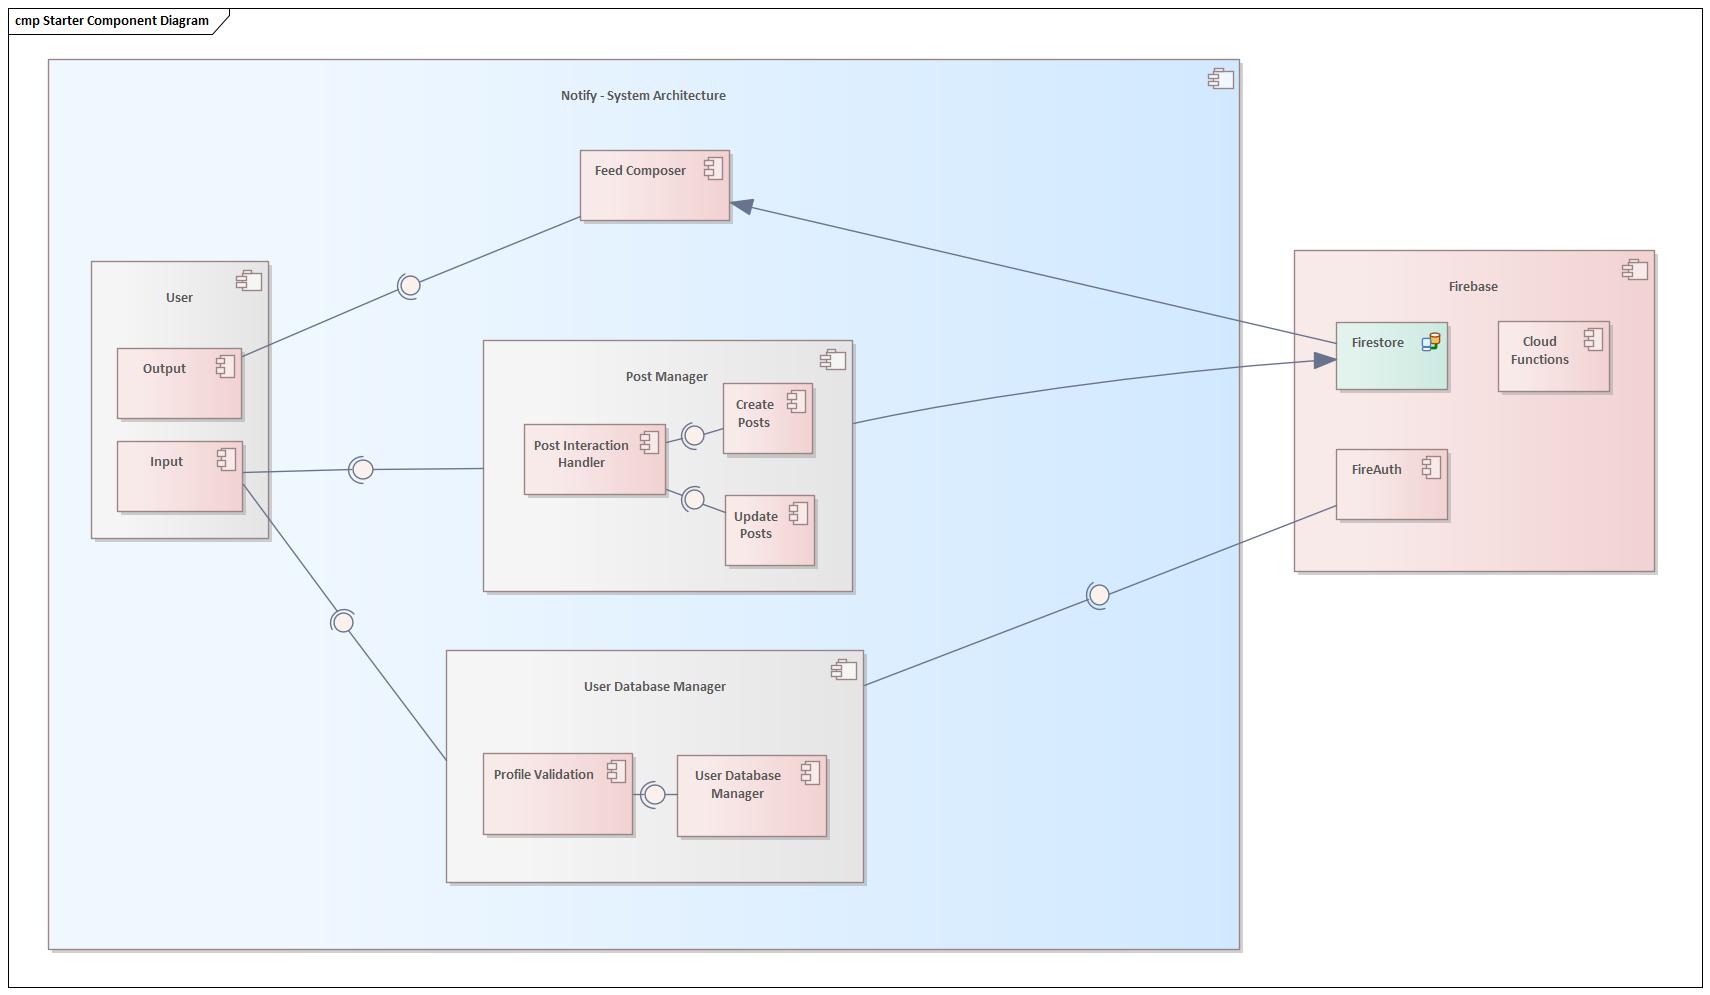 cmp Starter Component Diagram
Notify - System Architecture
Feed Composer
User
Output
Input
Post Manager
Post Interaction
Handler
Create
Posts
Update
Posts
User Database Manager
Profile Validation
User Database
Manager
Firebase
Firestore
Cloud
Functions
FireAuth